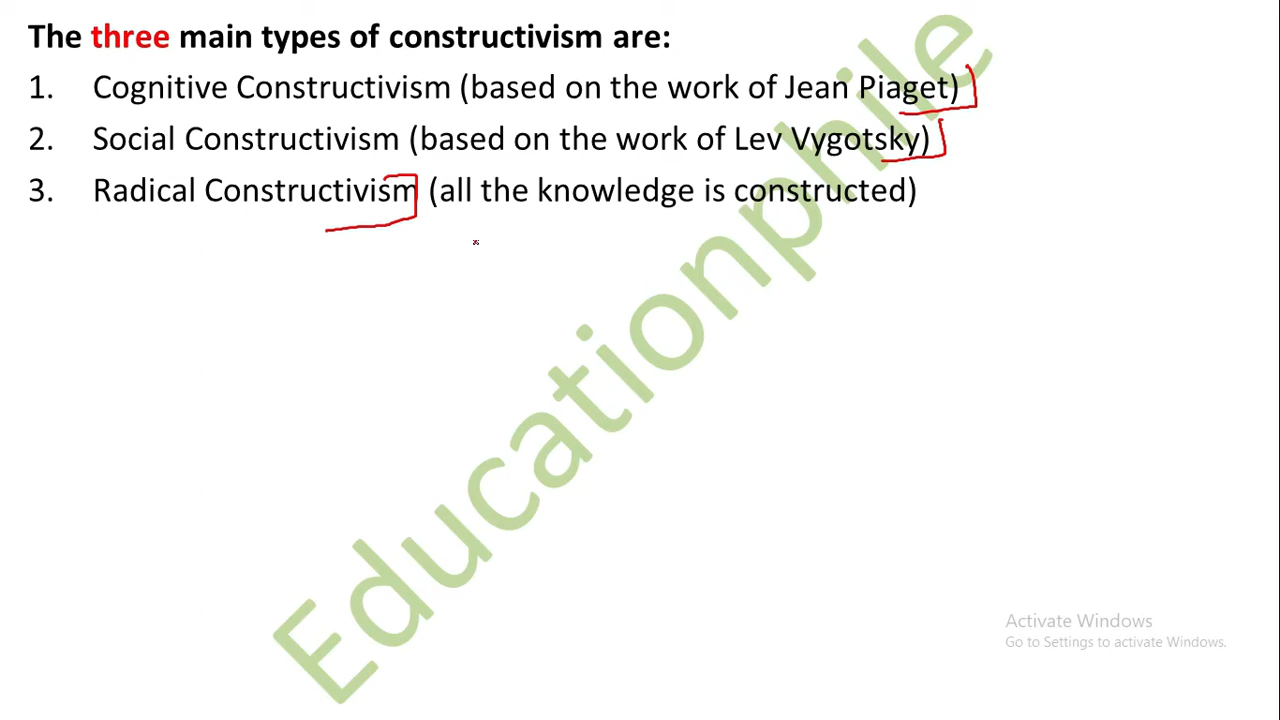 The three main types of constructivism are:
1. Cognitive Constructivism (based on the work of Jean Piaget)
2. Social Constructivism (based on the work of Lev Vygotsky)
3. Radical Constructivism (all the knowledge is constructed)
Educationphile
Activate Windows
Go to Settings to activate Windows.